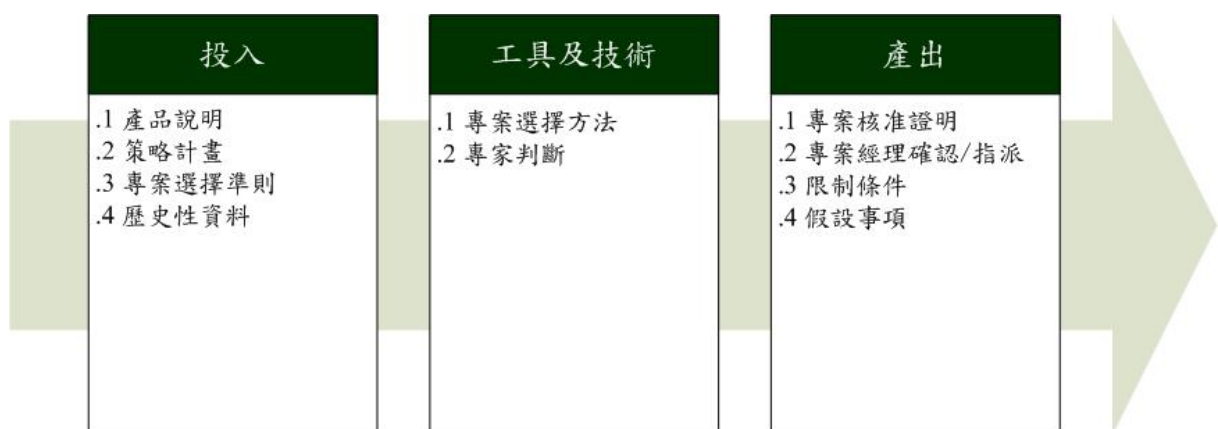 投入
.1 產品說明
.2 策略計畫
.3 專案選擇準則
.4 歷史性資料
工具及技術
.1 專案選擇方法
.2 專家判斷
產出
.1 專案核准證明
.2 專案經理確認/指派
.3 限制條件
.4 假設事項